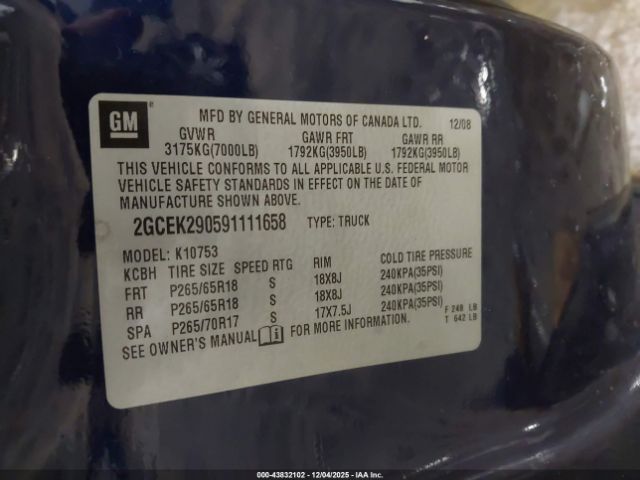 GM
MFD BY GENERAL MOTORS OF CANADA LTD. 12/08
GVWR GAWR FRT GAWR RR
3175KG(7000LB) 1792KG(3950LB) 1792KG(3950LB)
THIS VEHICLE CONFORMS TO ALL APPLICABLE U.S. FEDERAL MOTOR
VEHICLE SAFETY STANDARDS IN EFFECT ON THE DATE OF
MANUFACTURE SHOWN ABOVE.
2GCEK290591111658 TYPE: TRUCK
MODEL: K10753
KCBH TIRE SIZE SPEED RTG RIM COLD TIRE PRESSURE
FRT P265/65R18 S 18X8J 240KPA(35PSI)
RR P265/65R18 S 18X8J 240KPA(35PSI)
SPA P265/70R17 S 17X7.5J 240KPA(35PSI)
F 248 LB
T 642 LB
SEE OWNER'S MANUAL FOR MORE INFORMATION.
000-43832102 - 12/04/2025 - IAA Inc.